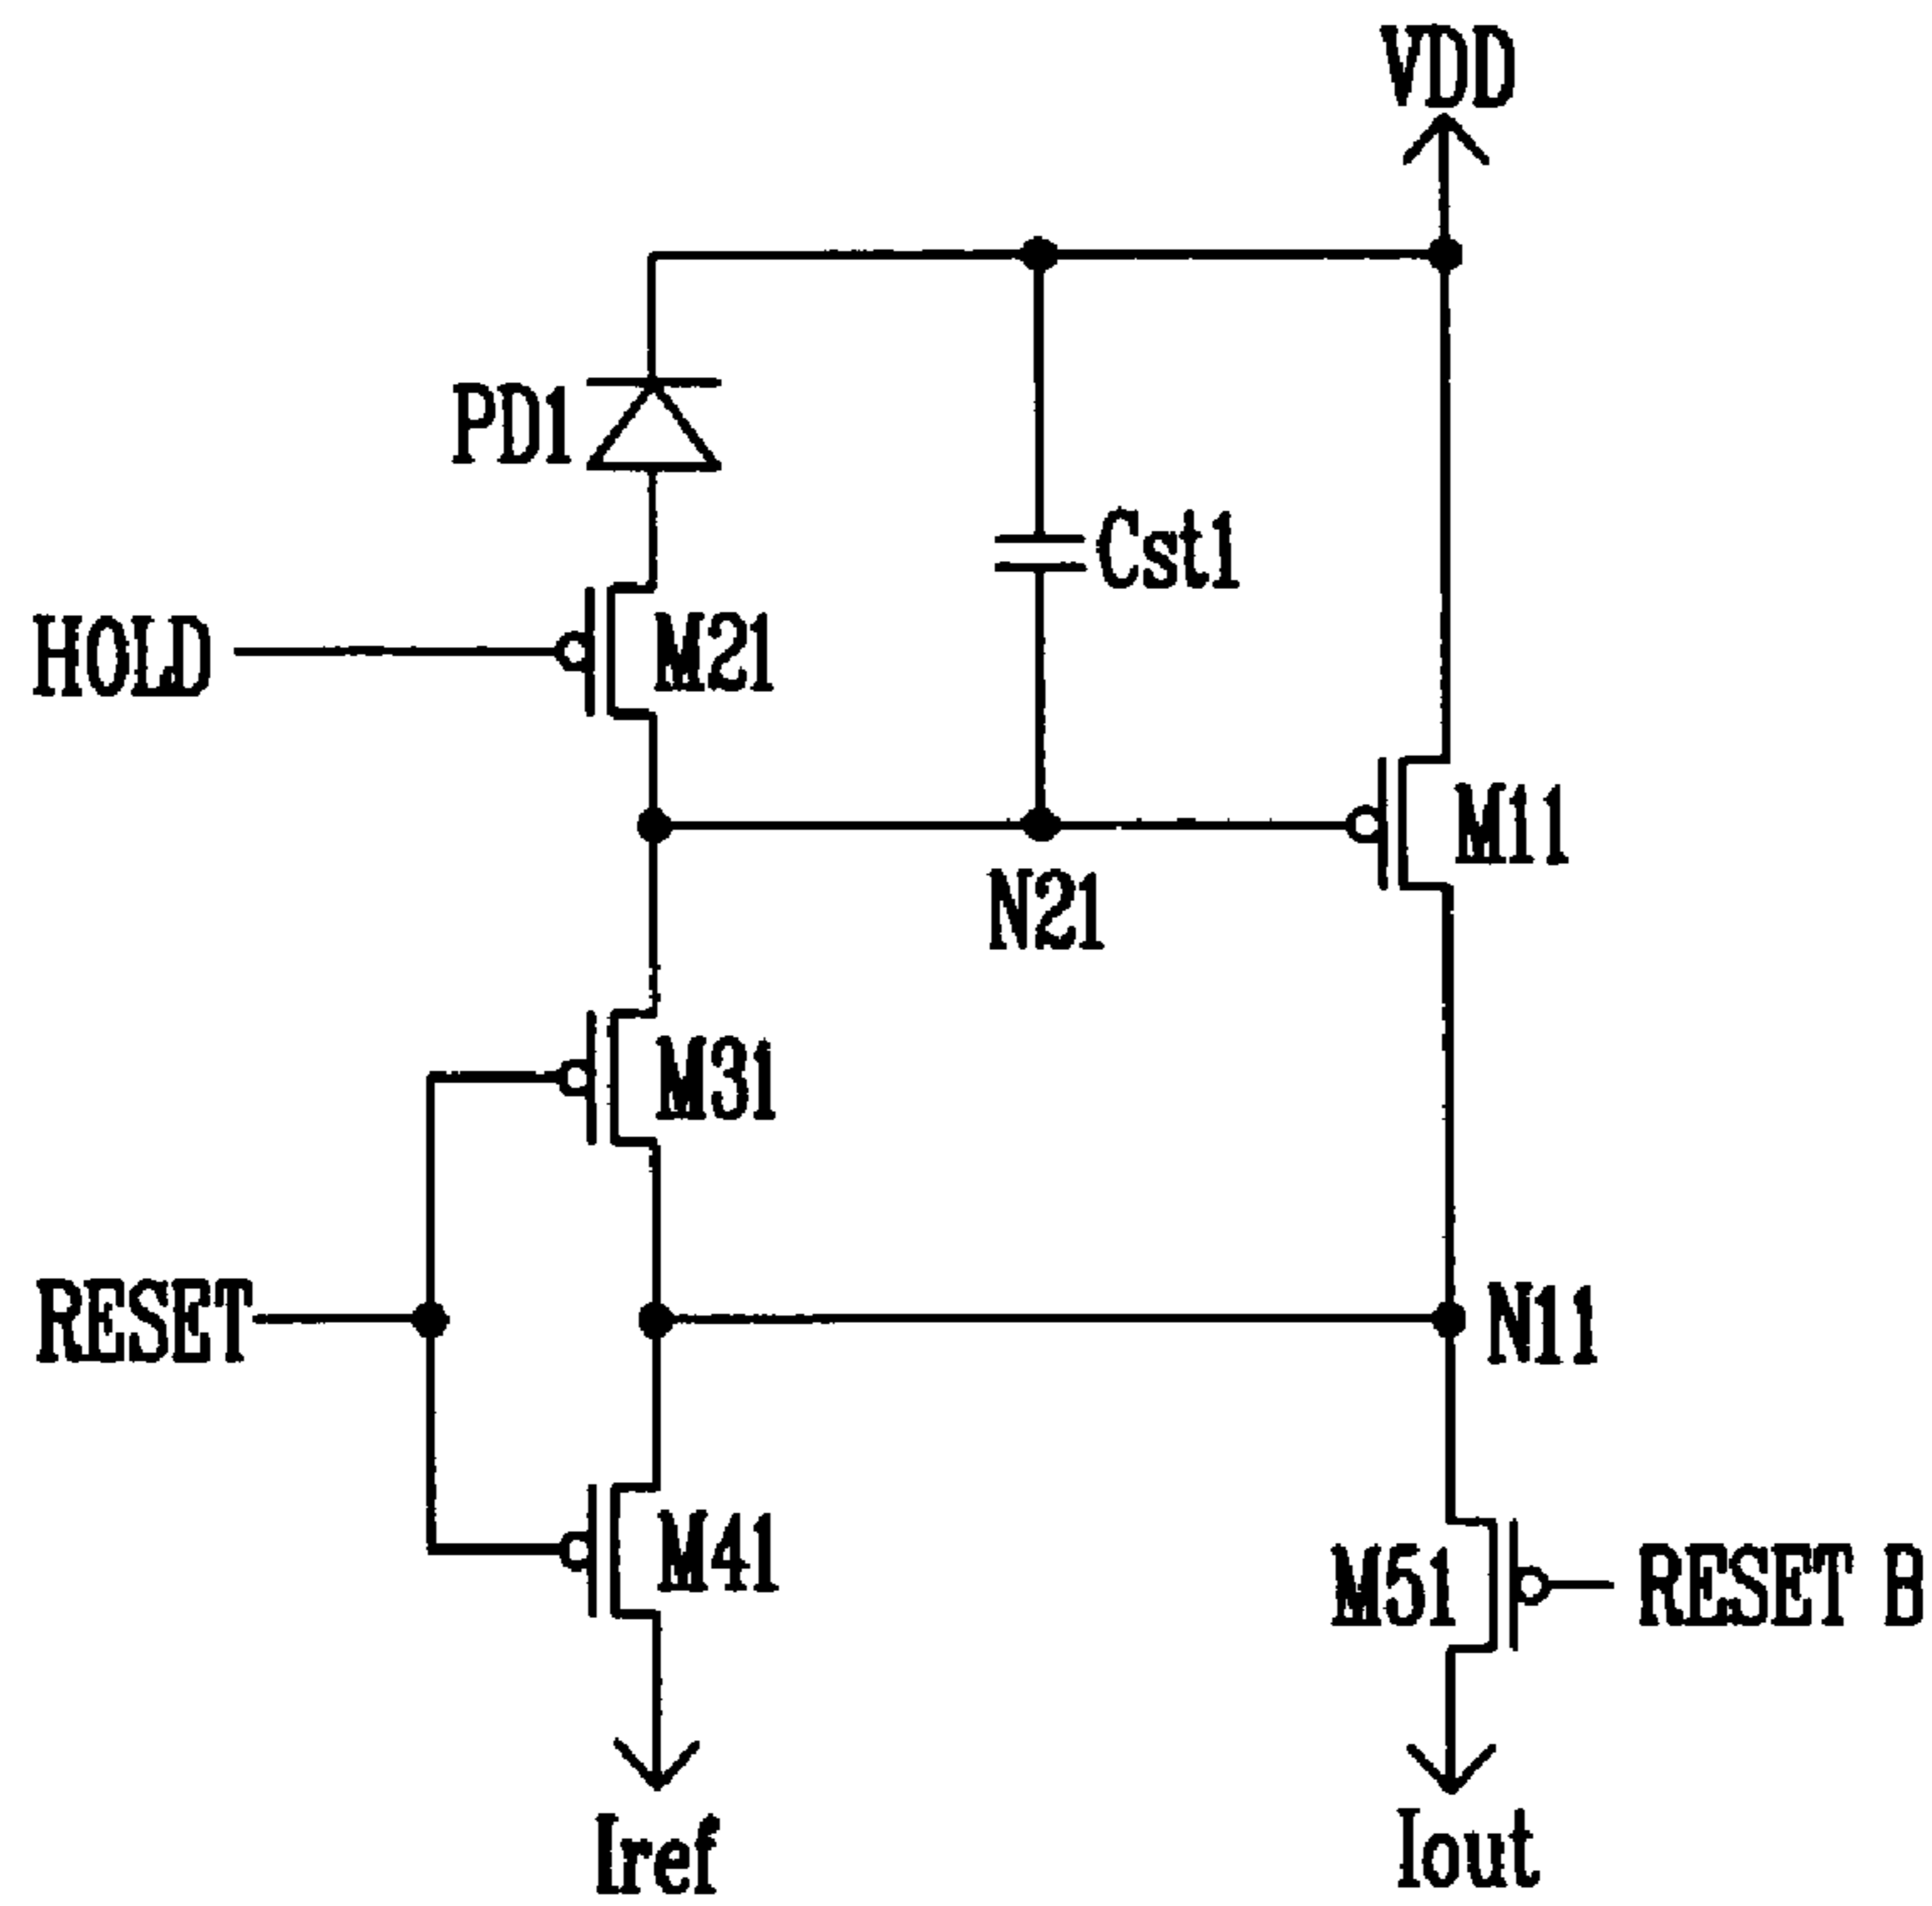 VDD
PD1
Cst1
HOLD
M21
M11
N21
M31
RESET
N11
M41
M51
RESET B
Iref
Iout